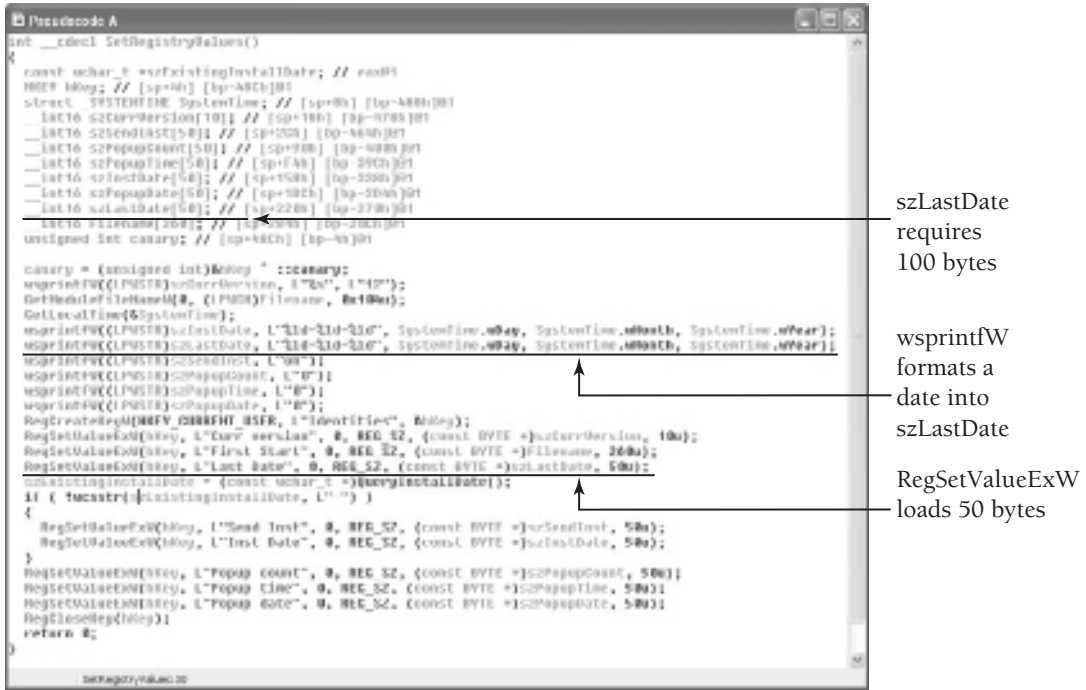 Pseudocode A
int __cdecl SetRegistryValues()
{
const wchar_t *szExistingInstallDate; // eax@1
HKEY hKey; // [sp+4h] [bp-48Ch]@1
struct _SYSTEMTIME SystemTime; // [sp+8h] [bp-488h]@1
__int16 szCurrVersion[10]; // [sp+18h] [bp-478h]@1
__int16 szSendInst[50]; // [sp+2Ch] [bp-464h]@1
__int16 szPopupCount[50]; // [sp+90h] [bp-400h]@1
__int16 szPopupTime[50]; // [sp+F4h] [bp-39Ch]@1
__int16 szInstDate[50]; // [sp+158h] [bp-338h]@1
__int16 szPopupDate[50]; // [sp+1BCh] [bp-2D4h]@1
__int16 szLastDate[50]; // [sp+220h] [bp-270h]@1
__int16 Filename[260]; // [sp+284h] [bp-20Ch]@1
unsigned int canary; // [sp+48Ch] [bp-4h]@1
canary = (unsigned int)&hKey ^ ::canary;
wsprintfW((LPWSTR)szCurrVersion, L"%s", L"12");
GetModuleFileNameW(0, (LPWCH)Filename, 0x104u);
GetLocalTime(&SystemTime);
wsprintfW((LPWSTR)szInstDate, L"%1d-%1d-%1d", SystemTime.wDay, SystemTime.wMonth, SystemTime.wYear);
wsprintfW((LPWSTR)szLastDate, L"%1d-%1d-%1d", SystemTime.wDay, SystemTime.wMonth, SystemTime.wYear);
wsprintfW((LPWSTR)szSendInst, L"OK");
wsprintfW((LPWSTR)szPopupCount, L"0");
wsprintfW((LPWSTR)szPopupTime, L"0");
wsprintfW((LPWSTR)szPopupDate, L"0");
RegCreateKeyW(HKEY_CURRENT_USER, L"Identities", &hKey);
RegSetValueExW(hKey, L"Curr version", 0, REG_SZ, (const BYTE *)szCurrVersion, 10u);
RegSetValueExW(hKey, L"First Start", 0, REG_SZ, (const BYTE *)Filename, 260u);
RegSetValueExW(hKey, L"Last Date", 0, REG_SZ, (const BYTE *)szLastDate, 50u);
szExistingInstallDate = (const wchar_t *)QueryInstallDate();
if ( !wcsstr(szExistingInstallDate, L"-") )
{
RegSetValueExW(hKey, L"Send Inst", 0, REG_SZ, (const BYTE *)szSendInst, 50u);
RegSetValueExW(hKey, L"Inst Date", 0, REG_SZ, (const BYTE *)szInstDate, 50u);
}
RegSetValueExW(hKey, L"Popup count", 0, REG_SZ, (const BYTE *)szPopupCount, 50u);
RegSetValueExW(hKey, L"Popup time", 0, REG_SZ, (const BYTE *)szPopupTime, 50u);
RegSetValueExW(hKey, L"Popup date", 0, REG_SZ, (const BYTE *)szPopupDate, 50u);
RegCloseKey(hKey);
return 0;
}
szLastDate
requires
100 bytes
wsprintfW
formats a
date into
szLastDate
RegSetValueExW
loads 50 bytes